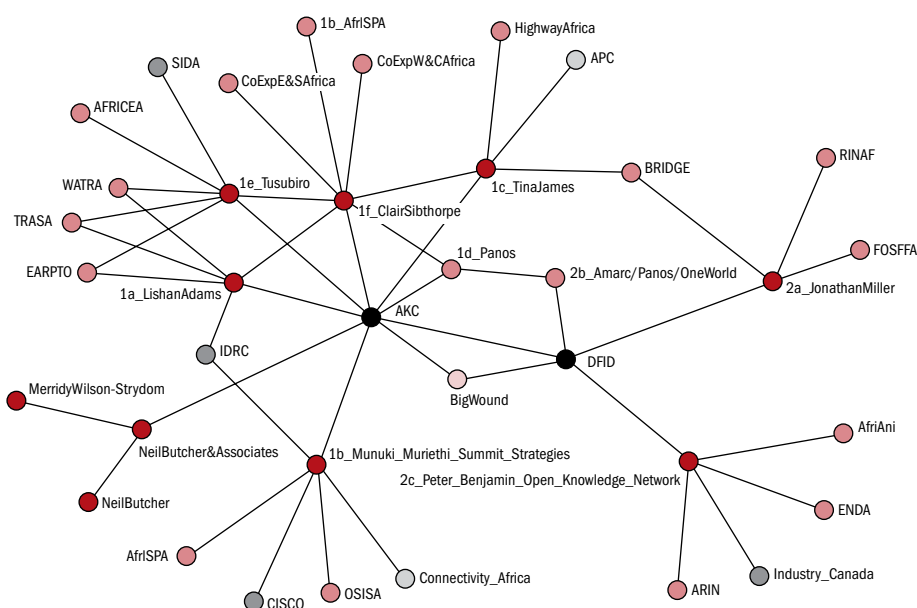 1b_AfrISPA
HighwayAfrica
SIDA
CoExpW&CAfrica
APC
CoExpE&SAfrica
AFRICEA
RINAF
BRIDGE
WATRA
1e_Tusubiro
1c_TinaJames
1f_ClairSibthorpe
TRASA
1d_Panos
FOSFFA
EARPTO
2b_Amarc/Panos/OneWorld
1a_LishanAdams
2a_JonathanMiller
AKC
IDRC
DFID
MerridyWilson-Strydom
BigWound
AfriAni
NeilButcher&Associates
1b_Munuki_Muriethi_Summit_Strategies
2c_Peter_Benjamin_Open_Knowledge_Network
NeilButcher
ENDA
AfrISPA
Connectivity_Africa
Industry_Canada
ARIN
OSISA
CISCO